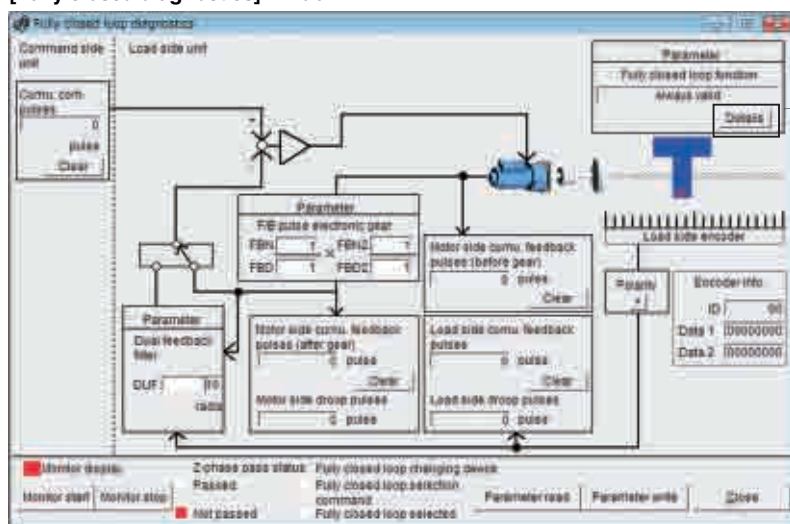 Fully closed loop diagnostics
Command side unit
Load side unit
Cumu. com. pulses
0
pulse
Clear
Parameter
Fully closed loop function
Always valid
Details
Parameter
F/B pulse electronic gear
FBN 1 × FBN2 1
FBD 1 FBD2 1
Motor side cumu. feedback pulses (before gear)
0 pulse
Clear
Load side encoder
Polarity
+
Encoder info.
ID
Data 1 00000000
Data 2 00000000
Parameter
Dual feedback filter
DUF 10
rad/s
Motor side cumu. feedback pulses (after gear)
0 pulse
Clear
Motor side droop pulses
0 pulse
Load side cumu. feedback pulses
0 pulse
Clear
Load side droop pulses
0 pulse
Monitor display
Z-phase pass status
Passed
Not passed
Fully closed loop changing device
Fully closed loop selection command
Fully closed loop selected
Monitor start
Monitor stop
Parameter read
Parameter write
Close